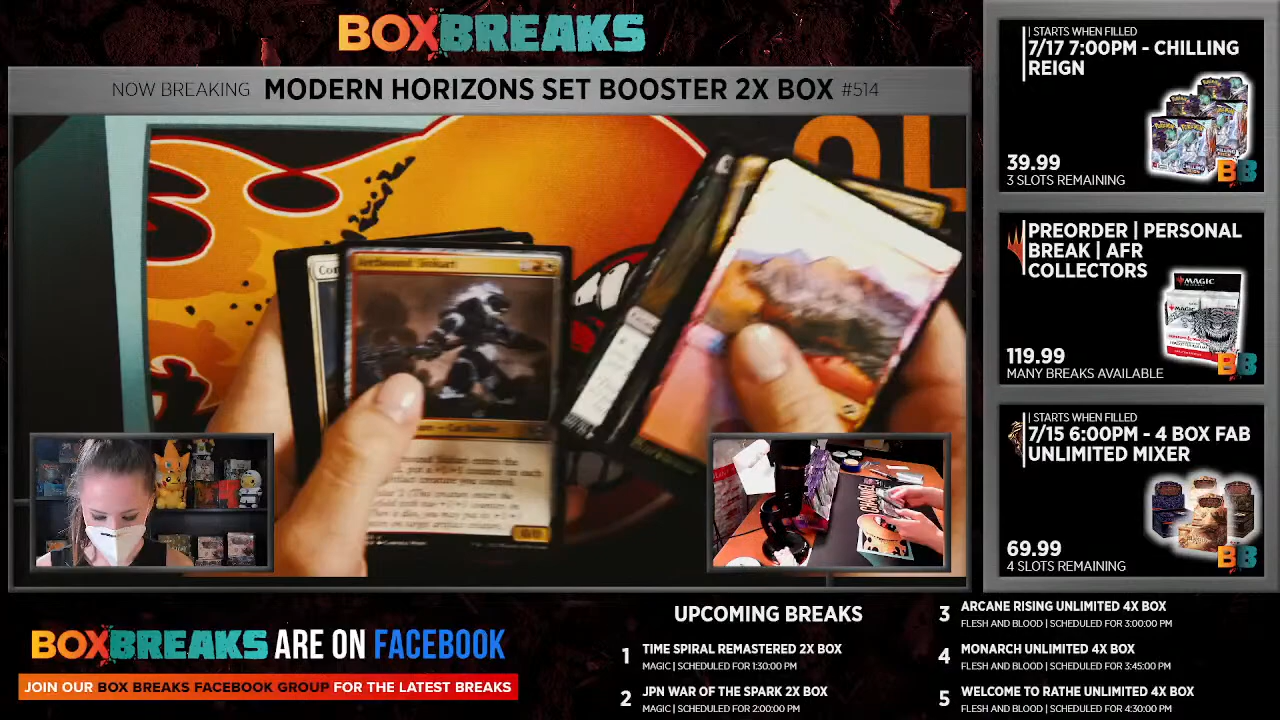 BOXBREAKS
NOW BREAKING MODERN HORIZONS SET BOOSTER 2X BOX #514
| STARTS WHEN FILLED
7/17 7:00PM - CHILLING
REIGN
39.99
3 SLOTS REMAINING
BB
PREORDER | PERSONAL
BREAK | AFR
COLLECTORS
MAGIC
119.99
MANY BREAKS AVAILABLE
BB
| STARTS WHEN FILLED
7/15 6:00PM - 4 BOX FAB
UNLIMITED MIXER
69.99
4 SLOTS REMAINING
BB
BOXBREAKS ARE ON FACEBOOK
JOIN OUR BOX BREAKS FACEBOOK GROUP FOR THE LATEST BREAKS
UPCOMING BREAKS
1 TIME SPIRAL REMASTERED 2X BOX
MAGIC | SCHEDULED FOR 1:30:00 PM
2 JPN WAR OF THE SPARK 2X BOX
MAGIC | SCHEDULED FOR 2:00:00 PM
3 ARCANE RISING UNLIMITED 4X BOX
FLESH AND BLOOD | SCHEDULED FOR 3:00:00 PM
4 MONARCH UNLIMITED 4X BOX
FLESH AND BLOOD | SCHEDULED FOR 3:45:00 PM
5 WELCOME TO RATHE UNLIMITED 4X BOX
FLESH AND BLOOD | SCHEDULED FOR 4:30:00 PM